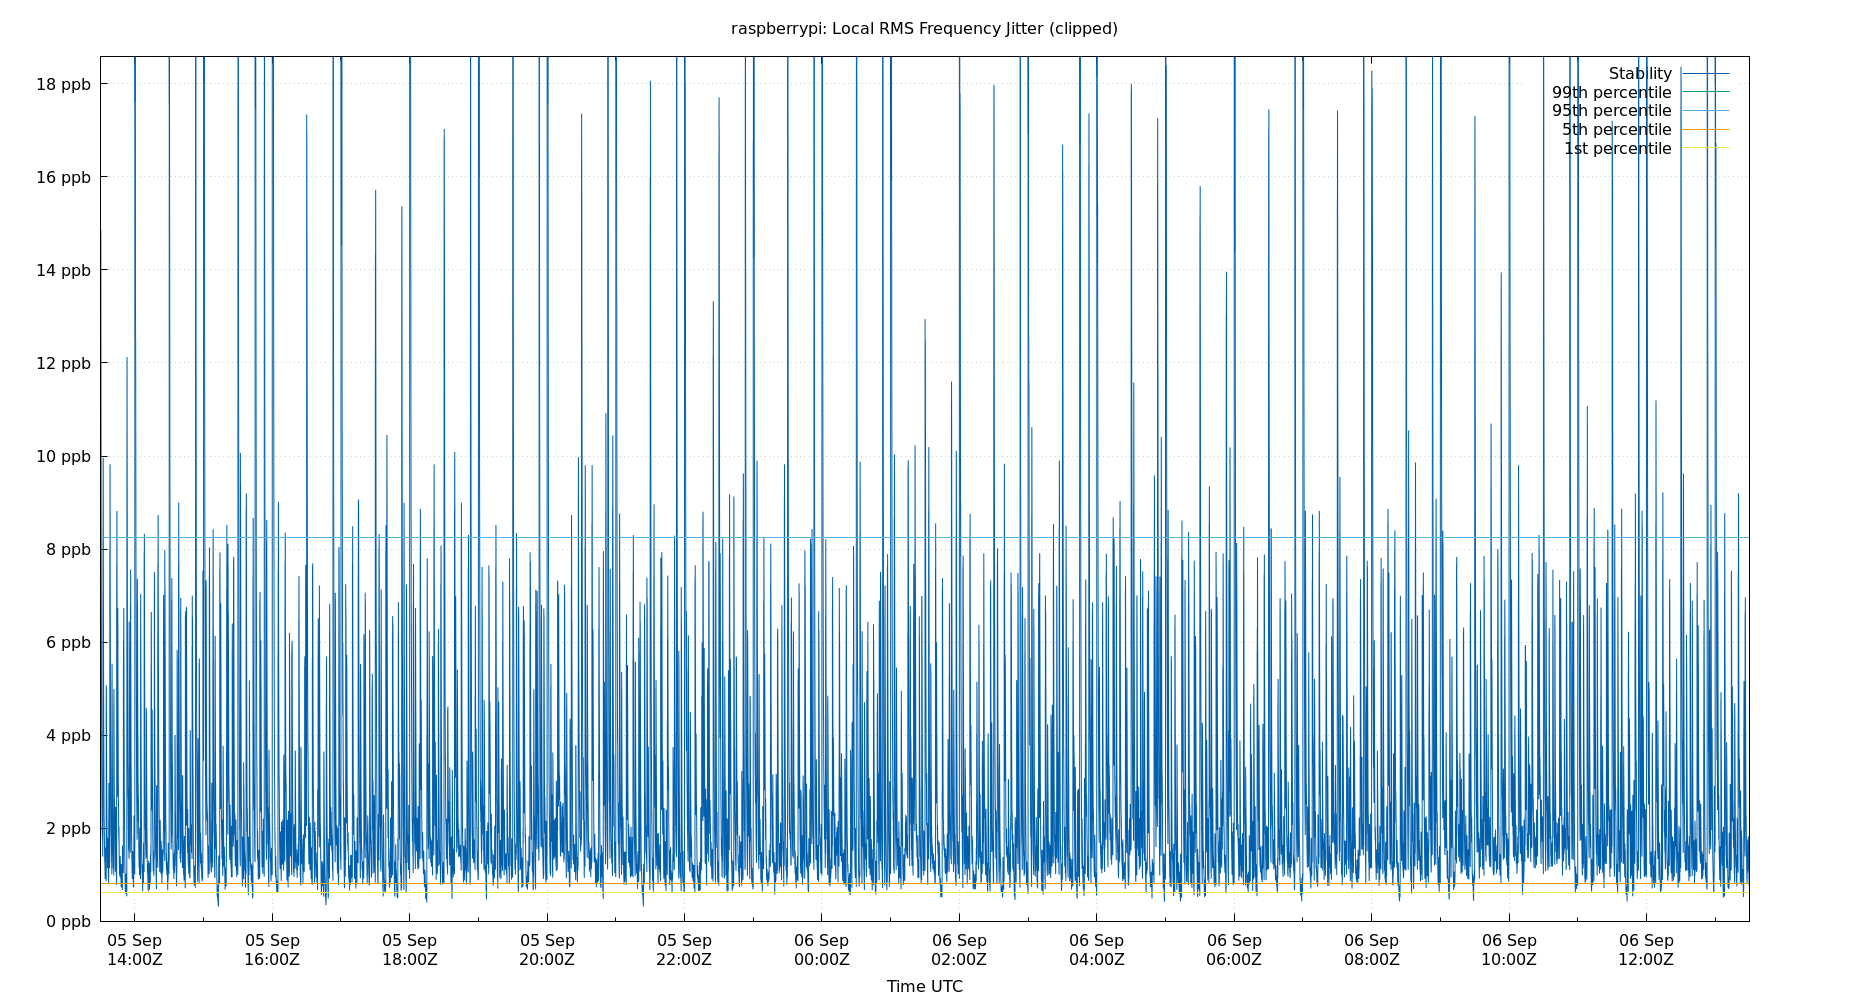 raspberrypi: Local RMS Frequency Jitter (clipped)
18 ppb
16 ppb
14 ppb
12 ppb
10 ppb
8 ppb
6 ppb
4 ppb
2 ppb
0 ppb
Stability
99th percentile
95th percentile
5th percentile
1st percentile
05 Sep 05 Sep 05 Sep 05 Sep 05 Sep 06 Sep 06 Sep 06 Sep 06 Sep 06 Sep 06 Sep 06 Sep
14:00Z 16:00Z 18:00Z 20:00Z 22:00Z 00:00Z 02:00Z 04:00Z 06:00Z 08:00Z 10:00Z 12:00Z
Time UTC